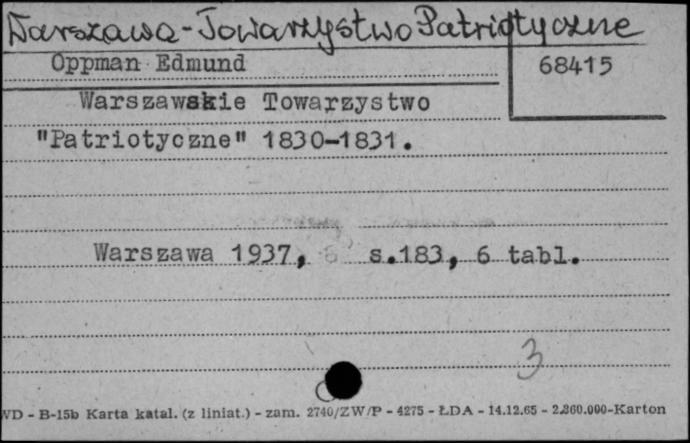 Warszawa - Towarzystwo Patriotyczne
Oppman Edmund
68415
Warszawskie Towarzystwo
"Patriotyczne" 1830-1831.
Warszawa 1937, s.183, 6 tabl.
3
WD - B-15b Karta katal. (z liniat.) - zam. 2740/ZW/P - 4275 - ŁDA - 14.12.65 - 2.360.000-Karton